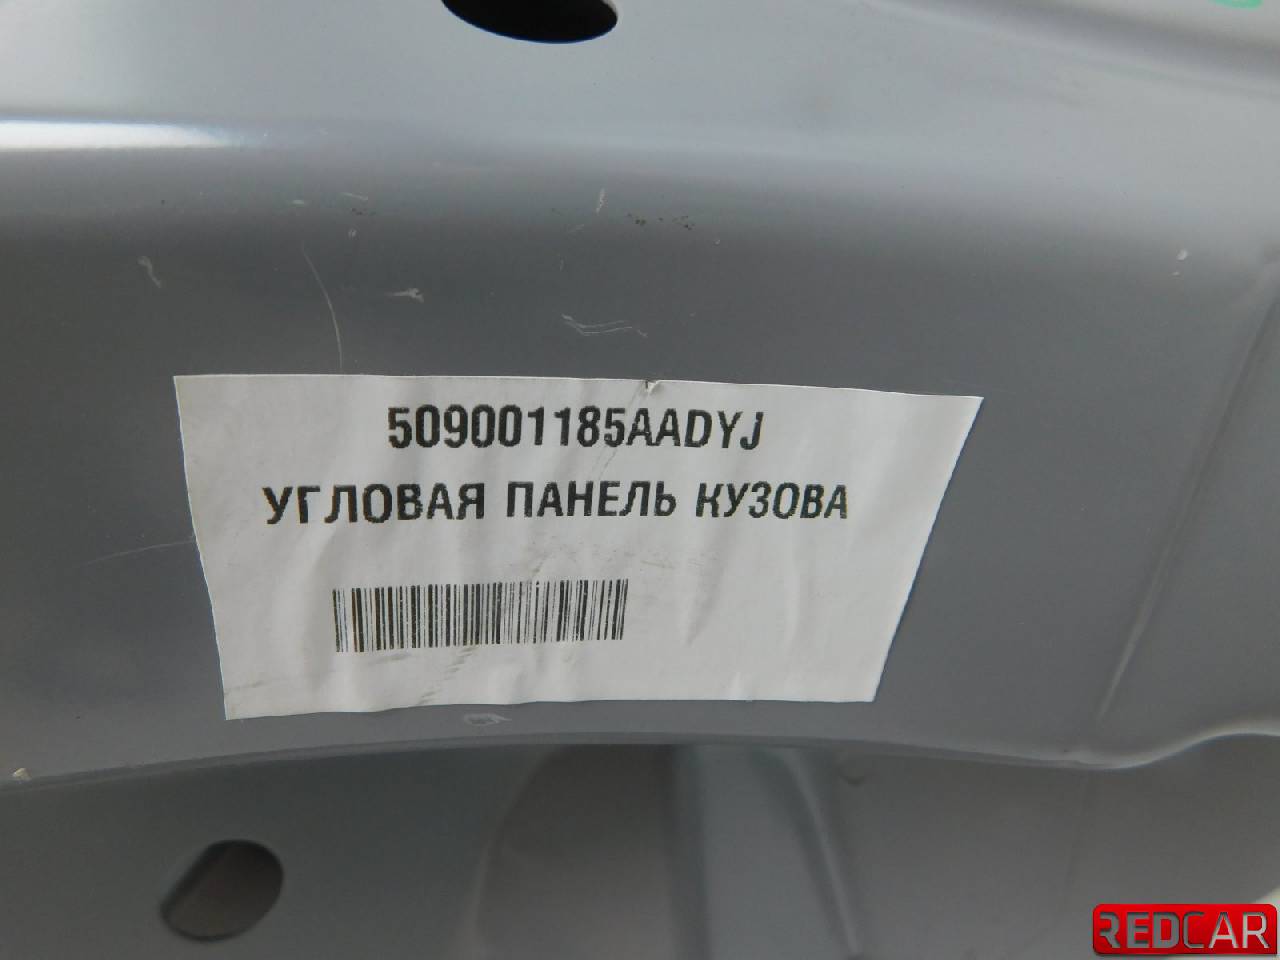 509001185AADYJ
УГЛОВАЯ ПАНЕЛЬ КУЗОВА
REDCAR